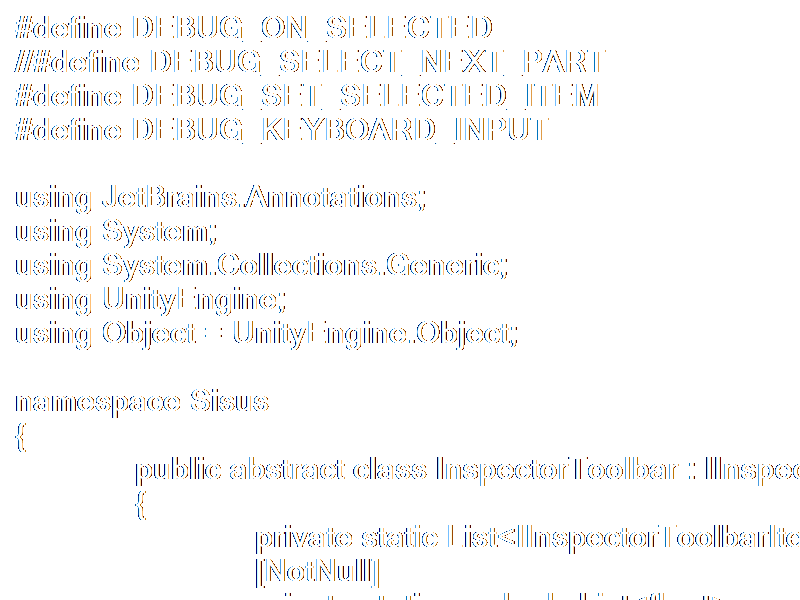 #define DEBUG_ON_SELECTED
//#define DEBUG_SELECT_NEXT_PART
#define DEBUG_SET_SELECTED_ITEM
#define DEBUG_KEYBOARD_INPUT
using JetBrains.Annotations;
using System;
using System.Collections.Generic;
using UnityEngine;
using Object = UnityEngine.Object;
namespace Sisus
{
public abstract class InspectorToolbar : IInspec
{
private static List<IInspectorToolbarIte
[NotNull]